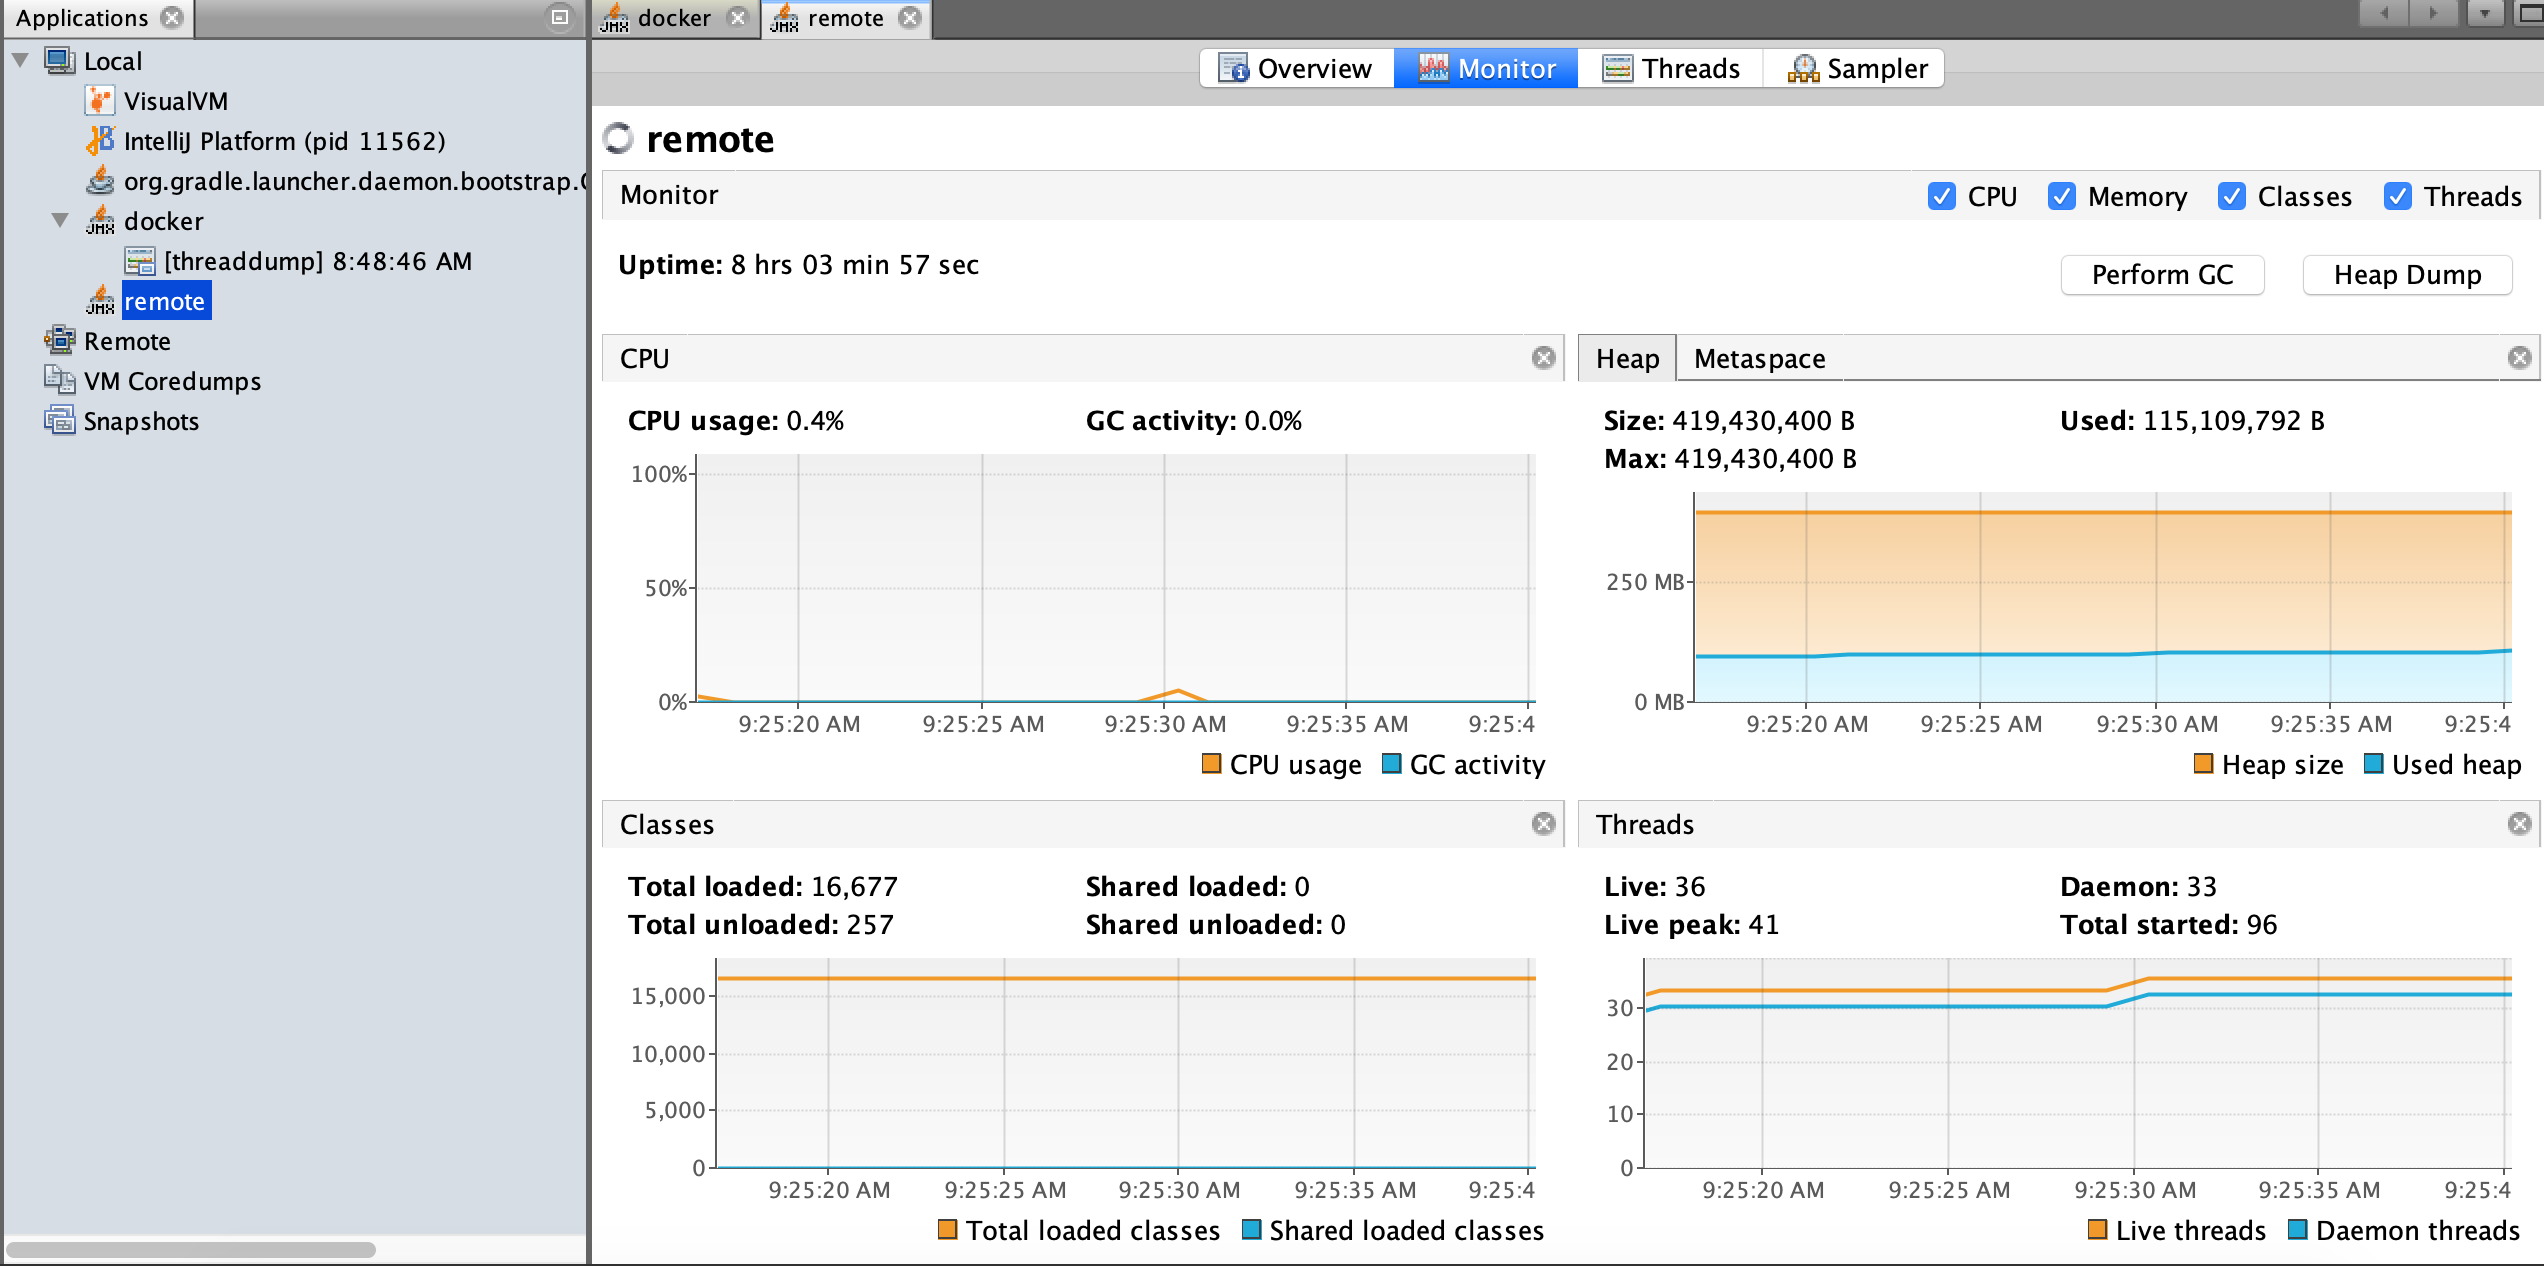 Applications
Local
VisualVM
IntelliJ Platform (pid 11562)
org.gradle.launcher.daemon.bootstrap.
docker
[threaddump] 8:48:46 AM
remote
Remote
VM Coredumps
Snapshots
docker
remote
Overview Monitor Threads Sampler
remote
Monitor
CPU Memory Classes Threads
Uptime: 8 hrs 03 min 57 sec
Perform GC Heap Dump
CPU
CPU usage: 0.4% GC activity: 0.0%
100%
50%
0%
9:25:20 AM 9:25:25 AM 9:25:30 AM 9:25:35 AM 9:25:4
CPU usage GC activity
Heap Metaspace
Size: 419,430,400 B Used: 115,109,792 B
Max: 419,430,400 B
250 MB
0 MB
9:25:20 AM 9:25:25 AM 9:25:30 AM 9:25:35 AM 9:25:4
Heap size Used heap
Classes
Total loaded: 16,677 Shared loaded: 0
Total unloaded: 257 Shared unloaded: 0
15,000
10,000
5,000
0
9:25:20 AM 9:25:25 AM 9:25:30 AM 9:25:35 AM 9:25:4
Total loaded classes Shared loaded classes
Threads
Live: 36 Daemon: 33
Live peak: 41 Total started: 96
30
20
10
0
9:25:20 AM 9:25:25 AM 9:25:30 AM 9:25:35 AM 9:25:4
Live threads Daemon threads